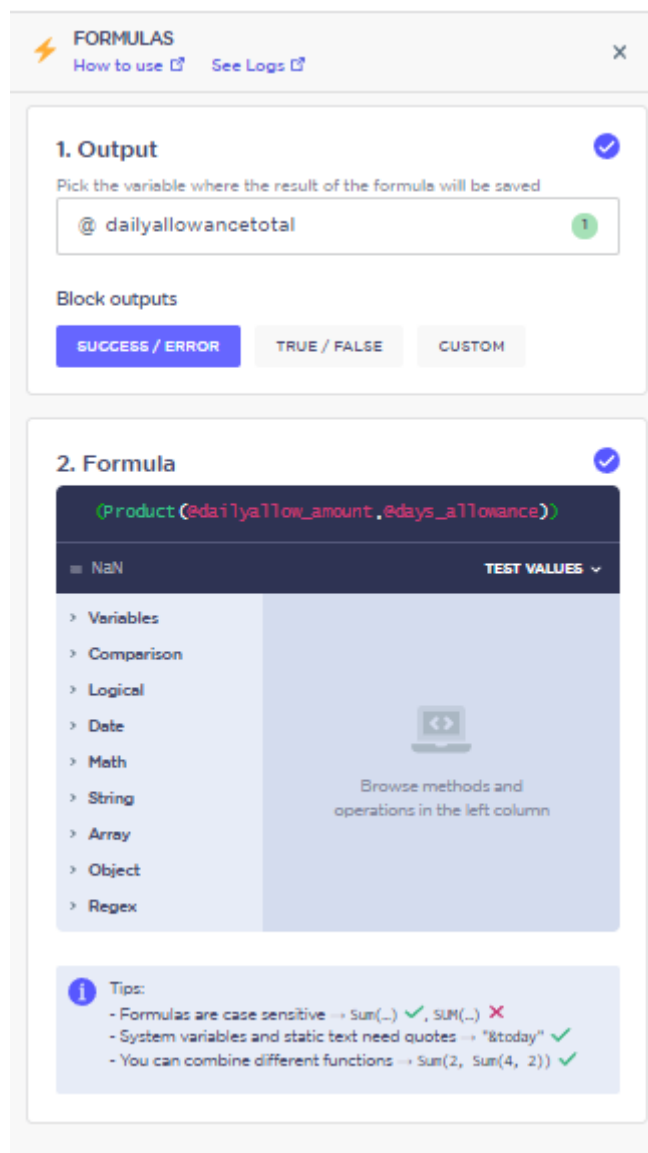 FORMULAS
How to use See Logs
1. Output
Pick the variable where the result of the formula will be saved
@ dailyallowancetotal 1
Block outputs
SUCCESS / ERROR TRUE / FALSE CUSTOM
2. Formula
(Product(@dailyallow_amount,@days_allowance))
= NaN TEST VALUES
> Variables
> Comparison
> Logical
> Date
> Math
> String
> Array
> Object
> Regex
Browse methods and
operations in the left column
Tips:
- Formulas are case sensitive → Sum(…) ✓, SUM(…) ✕
- System variables and static text need quotes → "&today" ✓
- You can combine different functions → Sum(2, Sum(4, 2)) ✓